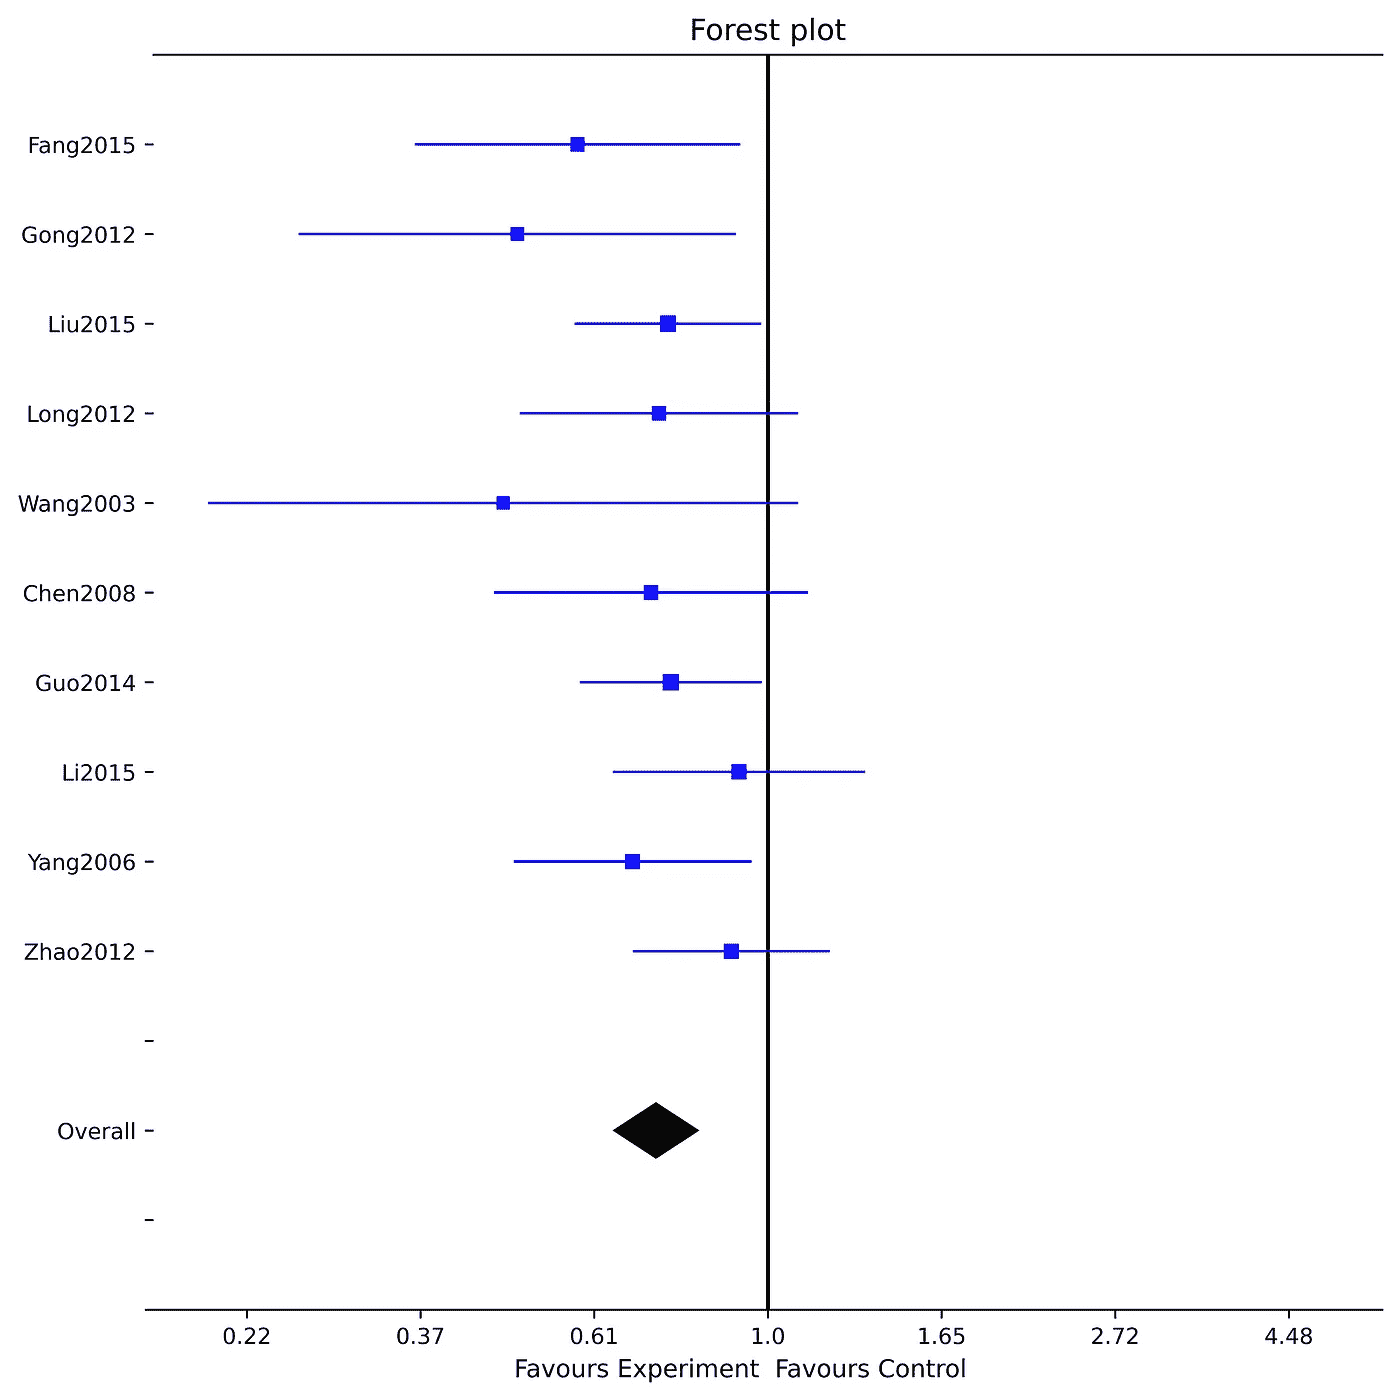 Forest plot
Fang2015
Gong2012
Liu2015
Long2012
Wang2003
Chen2008
Guo2014
Li2015
Yang2006
Zhao2012
Overall
0.22 0.37 0.61 1.0 1.65 2.72 4.48
Favours Experiment Favours Control